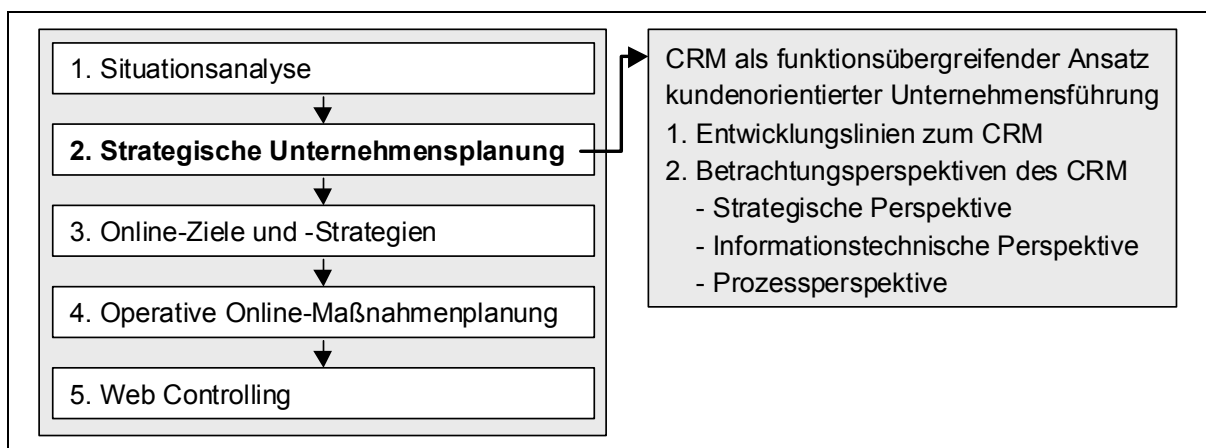 1. Situationsanalyse
2. Strategische Unternehmensplanung
3. Online-Ziele und -Strategien
4. Operative Online-Maßnahmenplanung
5. Web Controlling
CRM als funktionsübergreifender Ansatz
kundenorientierter Unternehmensführung
1. Entwicklungslinien zum CRM
2. Betrachtungsperspektiven des CRM
- Strategische Perspektive
- Informationstechnische Perspektive
- Prozessperspektive